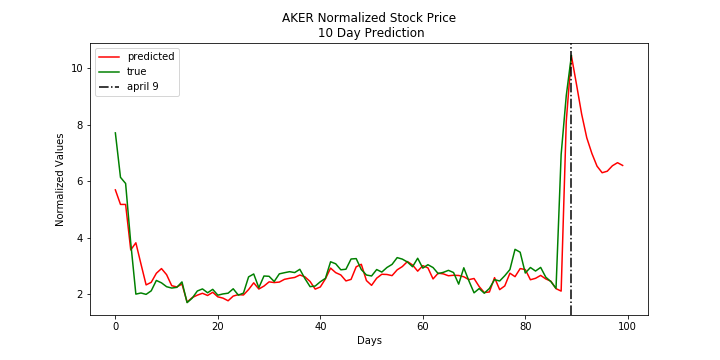 AKER Normalized Stock Price
10 Day Prediction
predicted
true
april 9
Normalized Values
10
8
6
4
2
0
20
40
60
80
100
Days